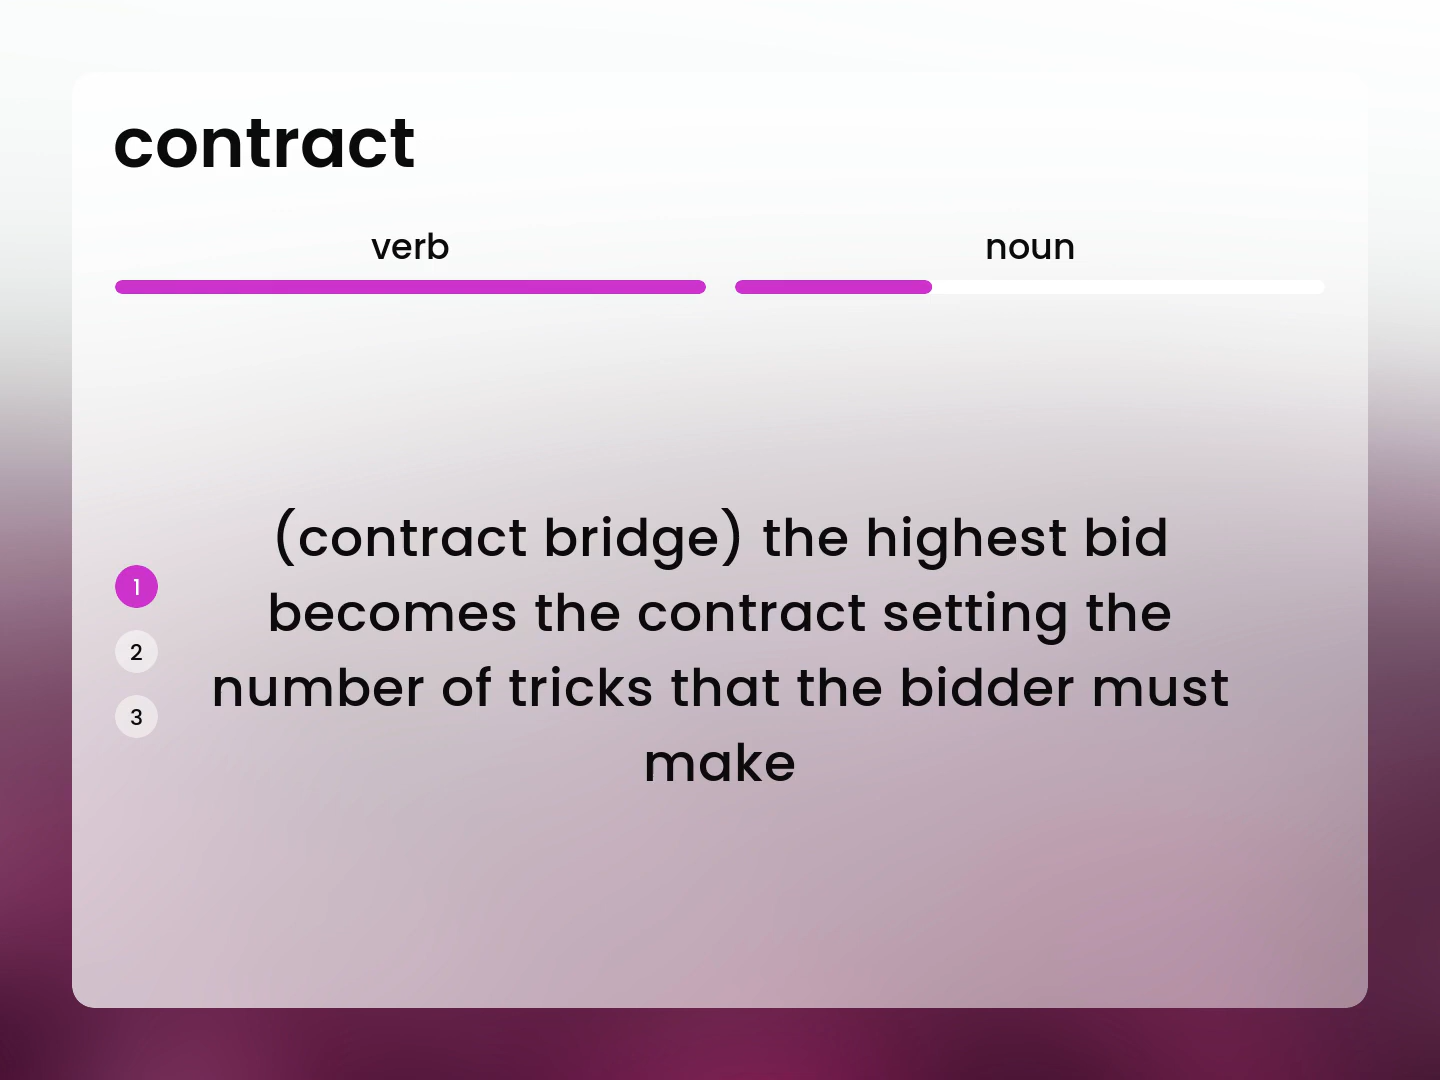 contract
verb
noun
(contract bridge) the highest bid
becomes the contract setting the
number of tricks that the bidder must
make
1
2
3